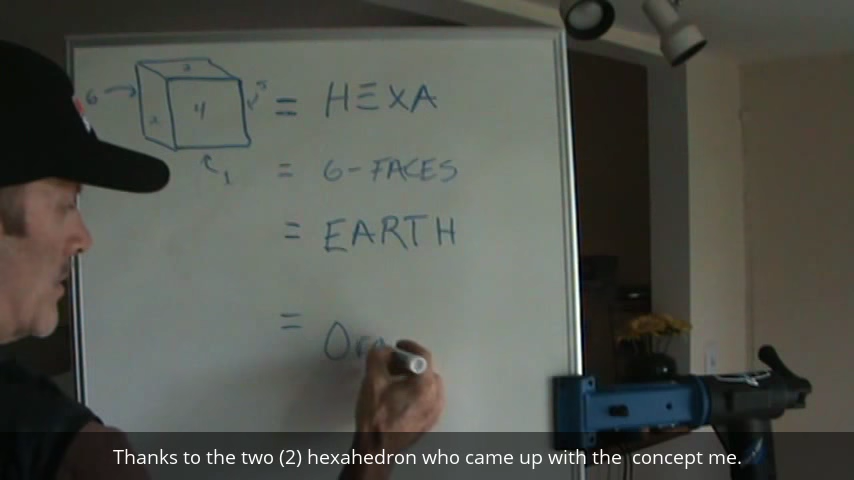 3
6 → 5
4 = HEXA
2
1
= 6-FACES
= EARTH
= Ora
Thanks to the two (2) hexahedron who came up with the concept me.